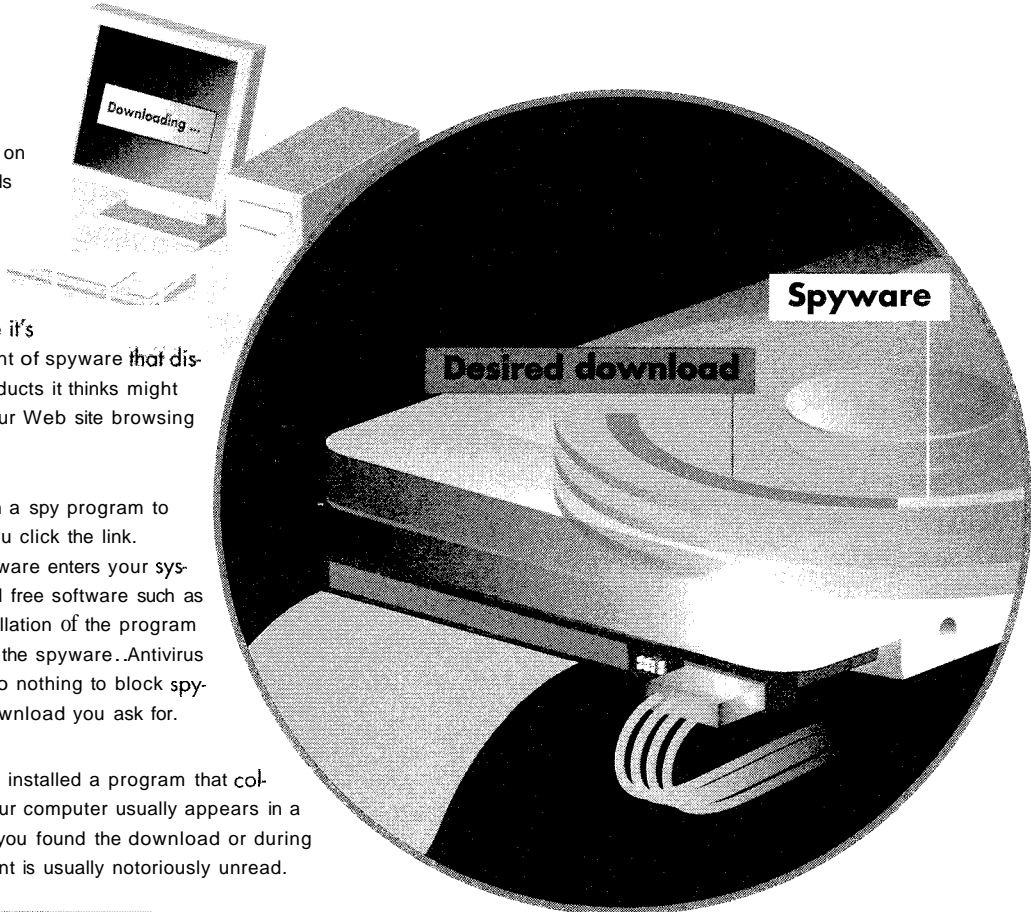 Downloading ...
on
ls
Spyware
Desired download
it's
nt of spyware that dis-
ducts it thinks might
ur Web site browsing
a spy program to
u click the link.
ware enters your sys-
free software such as
llation of the program
the spyware..Antivirus
o nothing to block spy-
wnload you ask for.
installed a program that col-
ur computer usually appears in a
you found the download or during
nt is usually notoriously unread.